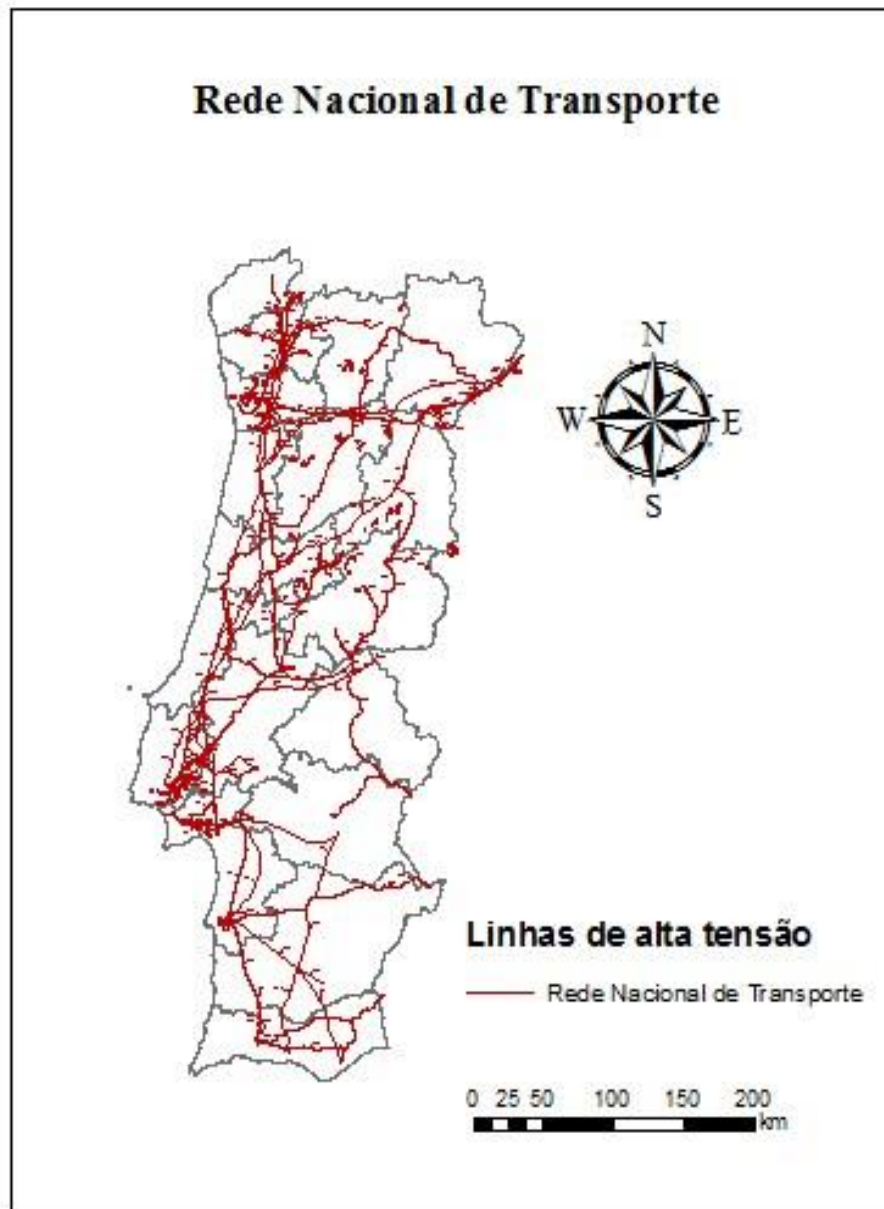 Rede Nacional de Transporte
N
W E
S
Linhas de alta tensão
Rede Nacional de Transporte
0 25 50 100 150 200
km